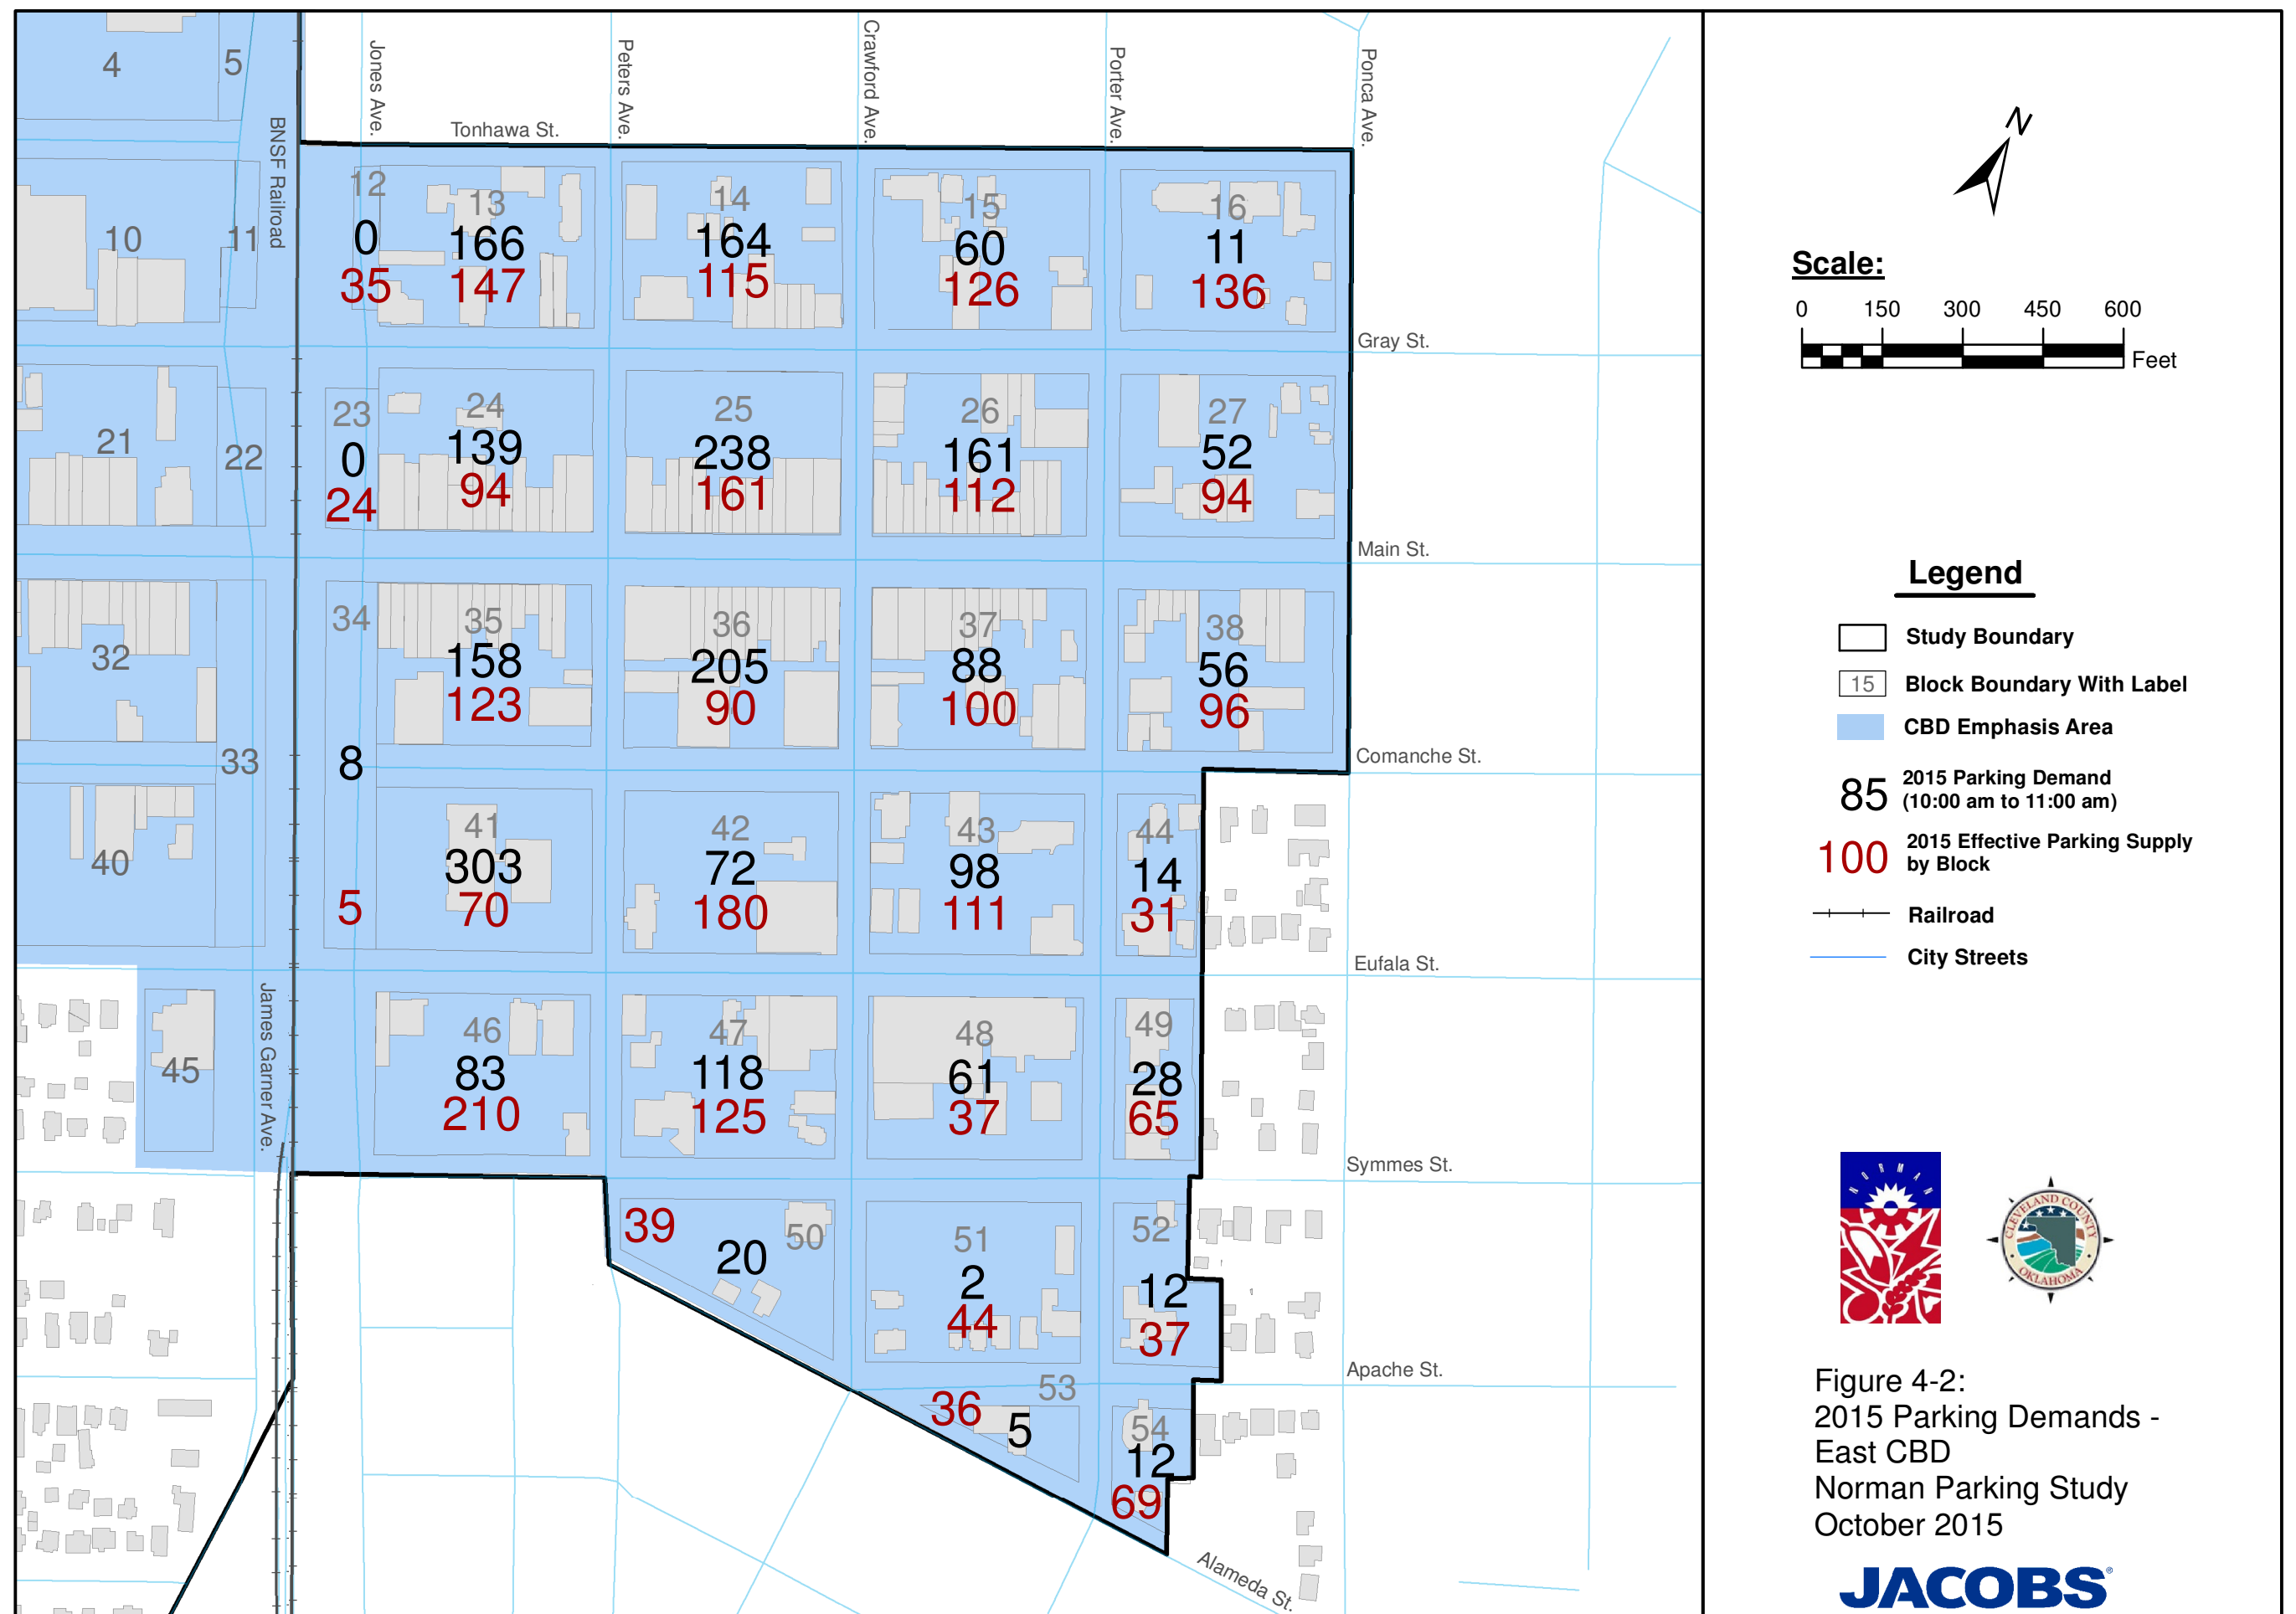 4
5
BNSF Railroad
Jones Ave.
Tonhawa St.
Peters Ave.
Crawford Ave.
Porter Ave.
Ponca Ave.
10
11
12
0
35
13
166
147
14
164
115
15
60
126
16
11
136
Gray St.
21
22
23
0
24
24
139
94
25
238
161
26
161
112
27
52
94
Main St.
32
33
34
8
5
35
158
123
36
205
90
37
88
100
38
56
96
Comanche St.
40
41
303
70
42
72
180
43
98
111
44
14
31
Eufala St.
45
James Garner Ave.
46
83
210
47
118
125
48
61
37
49
28
65
Symmes St.
39
20
50
51
2
44
52
12
37
Apache St.
53
36
5
54
12
69
Alameda St.
N
Scale:
0 150 300 450 600
Feet
Legend
Study Boundary
15 Block Boundary With Label
CBD Emphasis Area
85 2015 Parking Demand
(10:00 am to 11:00 am)
100 2015 Effective Parking Supply
by Block
Railroad
City Streets
NORMAN
CLEVELAND COUNTY
OKLAHOMA
Figure 4-2:
2015 Parking Demands -
East CBD
Norman Parking Study
October 2015
JACOBS®